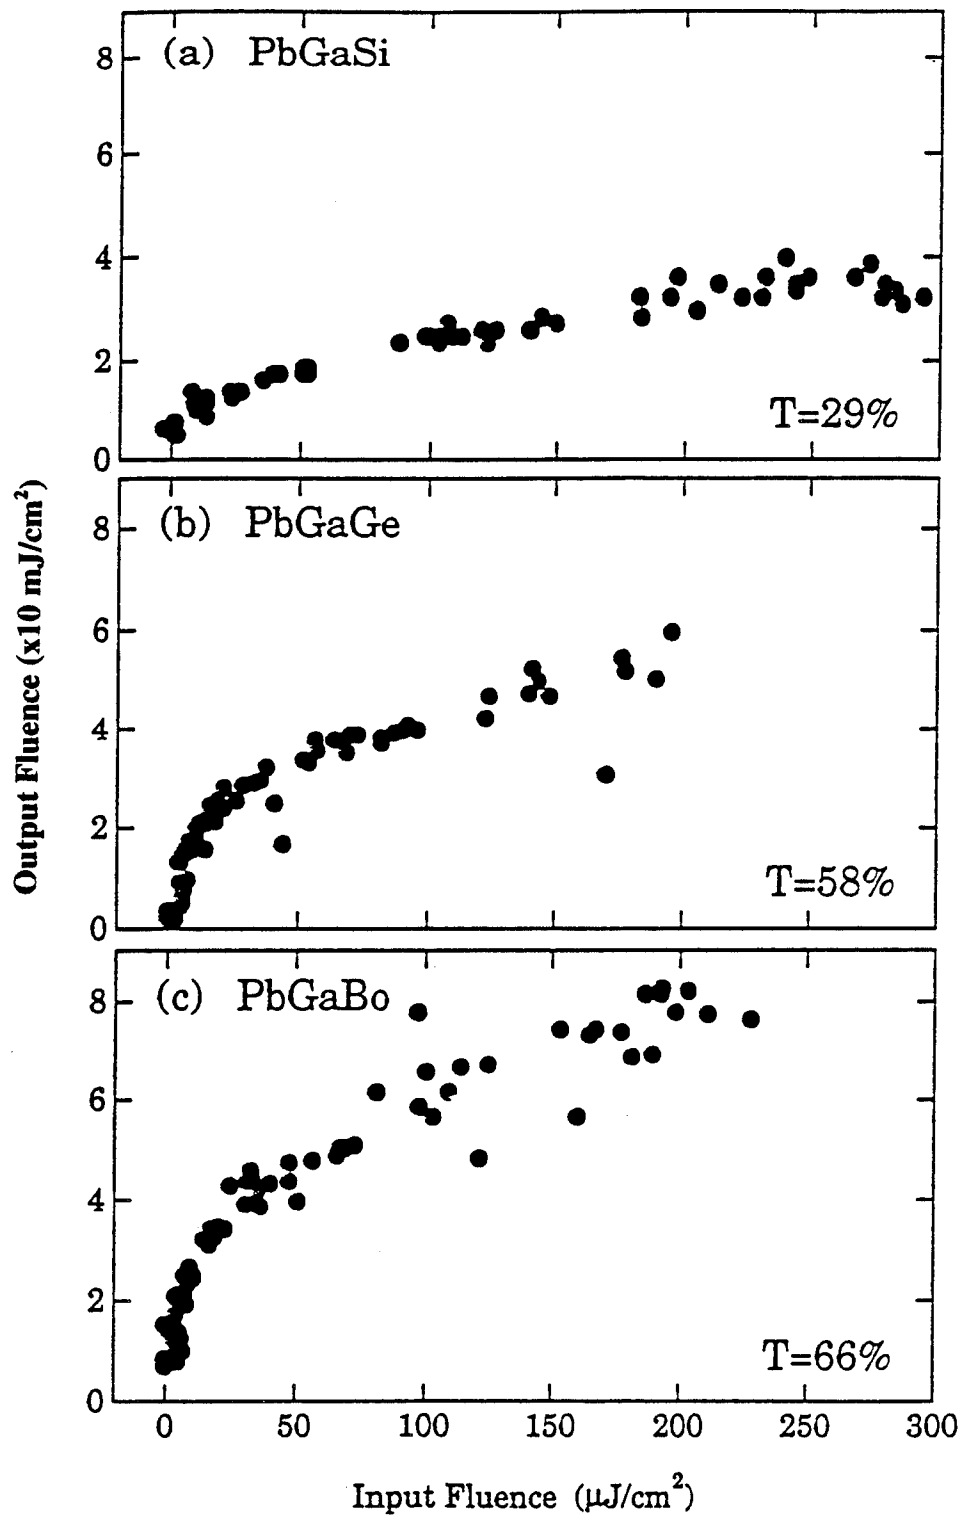 (a) PbGaSi
8
6
4
2
0
T=29%
(b) PbGaGe
8
6
4
2
0
T=58%
(c) PbGaBo
8
6
4
2
0
T=66%
0 50 100 150 200 250 300
Input Fluence (μJ/cm²)
Output Fluence (x10 mJ/cm²)